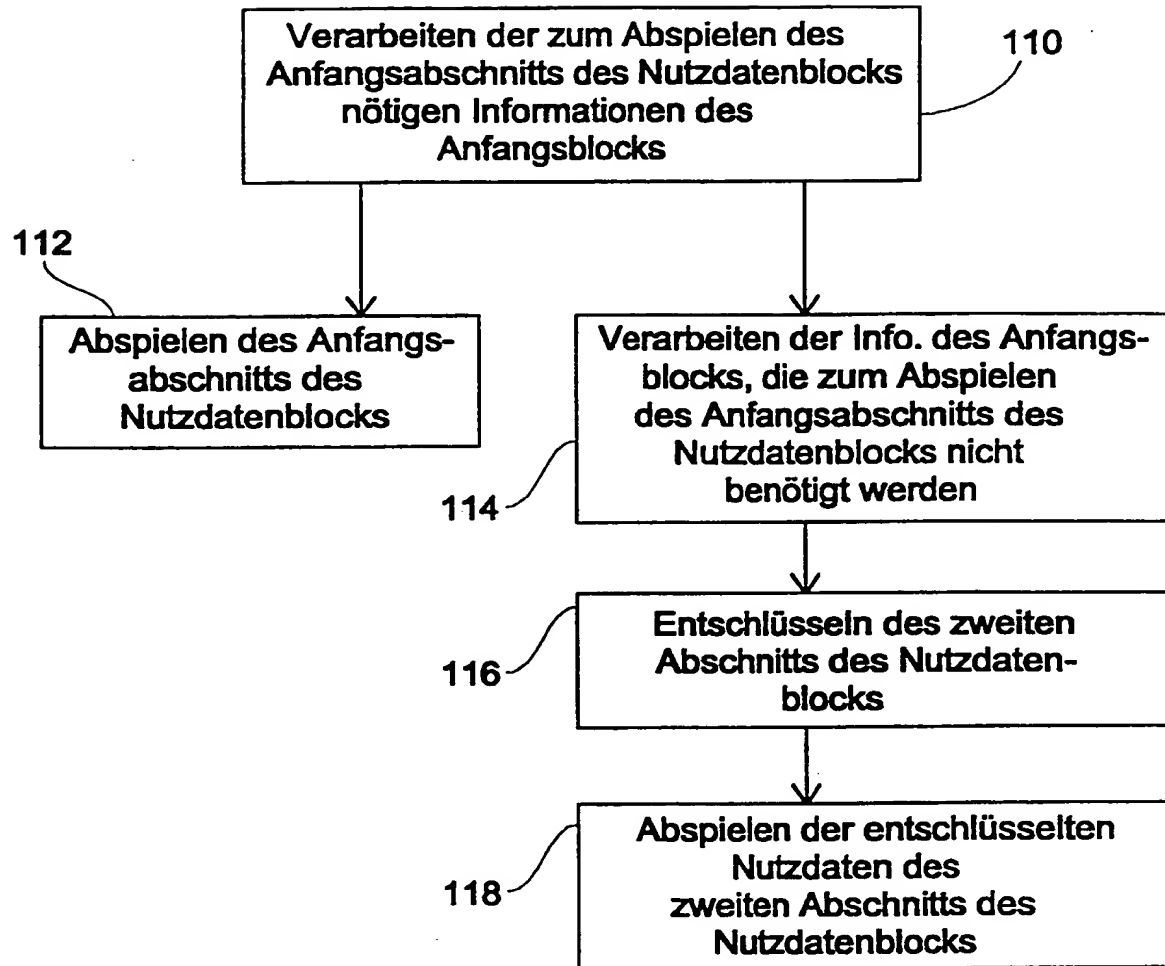 Verarbeiten der zum Abspielen des
Anfangsabschnitts des Nutzdatenblocks
nötigen Informationen des
Anfangsblocks
110
112
Abspielen des Anfangs-
abschnitts des
Nutzdatenblocks
Verarbeiten der Info. des Anfangs-
blocks, die zum Abspielen
des Anfangsabschnitts des
Nutzdatenblocks nicht
benötigt werden
114
Entschlüsseln des zweiten
Abschnitts des Nutzdaten-
blocks
116
Abspielen der entschlüsselten
Nutzdaten des
zweiten Abschnitts des
Nutzdatenblocks
118